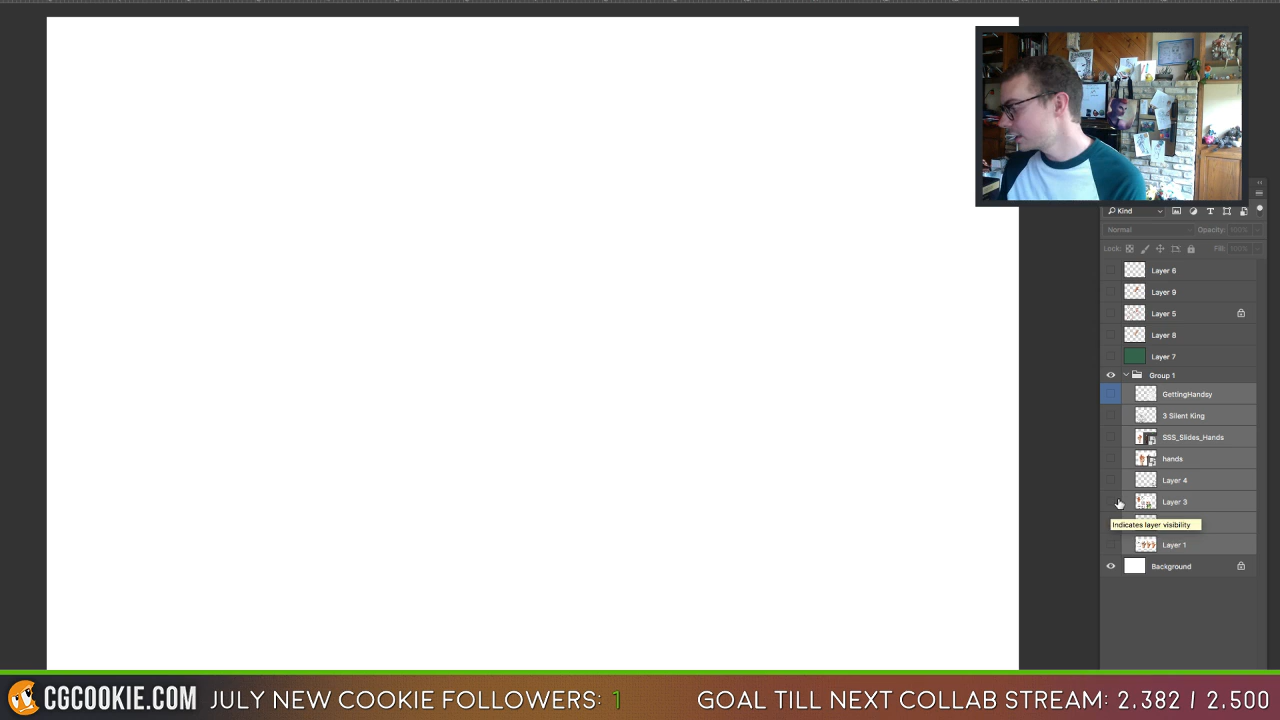 Kind
Normal Opacity: 100%
Lock: Fill: 100%
Layer 6
Layer 9
Layer 5
Layer 8
Layer 7
Group 1
GettingHandsy
3 Silent King
SSS_Slides_Hands
hands
Layer 4
Layer 3
Indicates layer visibility
Layer 1
Background
CGCOOKIE.COM JULY NEW COOKIE FOLLOWERS: 1 GOAL TILL NEXT COLLAB STREAM: 2.382 / 2.500